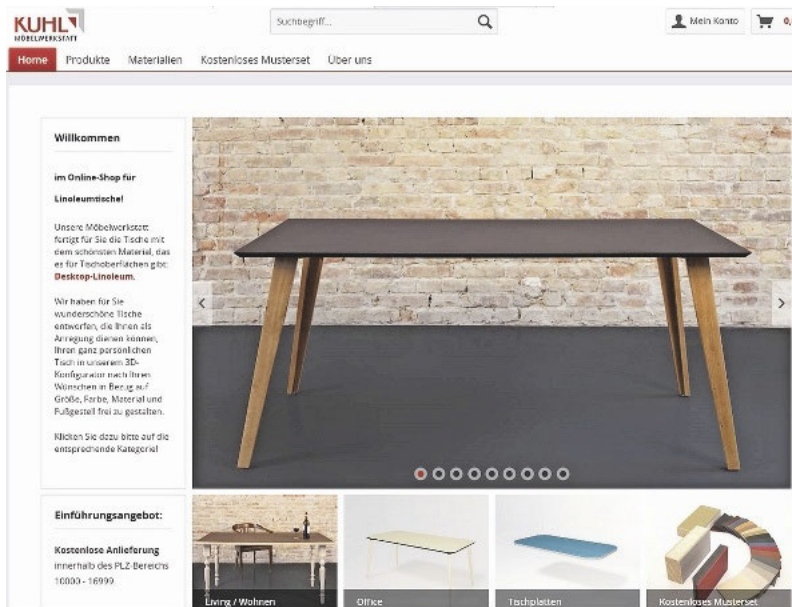 KUHL
MÖBELWERKSTATT
Suchbegriff...
Mein Konto
0,
Home
Produkte
Materialien
Kostenloses Musterset
Über uns
Willkommen
im Online-Shop für
Linoleumtische!
Unsere Möbelwerkstatt
fertigt für Sie die Tische mit
dem schönsten Material, das
es für Tischoberflächen gibt:
Desktop-Linoleum.
Wir haben für Sie
wunderschöne Tische
entworfen, die Ihnen als
Anregung dienen können,
Ihren ganz persönlichen
Tisch in unserem 3D-
Konfigurator nach Ihren
Wünschen in Bezug auf
Größe, Farbe, Material und
Fußgestell frei zu gestalten.
Klicken Sie dazu bitte auf die
entsprechende Kategorie!
Einführungsangebot:
Kostenlose Anlieferung
innerhalb des PLZ-Bereichs
10000 - 16999
Living / Wohnen
Office
Tischplatten
Kostenloses Musterset